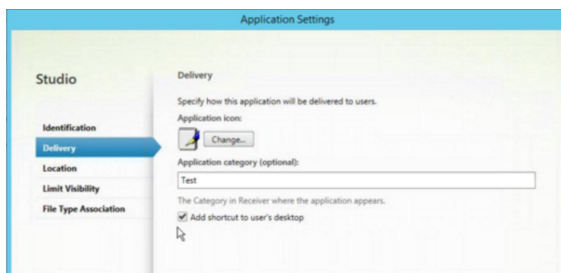 Application Settings
Studio
Identification
Delivery
Location
Limit Visibility
File Type Association
Delivery
Specify how this application will be delivered to users.
Application icon:
Change...
Application category (optional):
Test
The Category in Receiver where the application appears.
Add shortcut to user's desktop